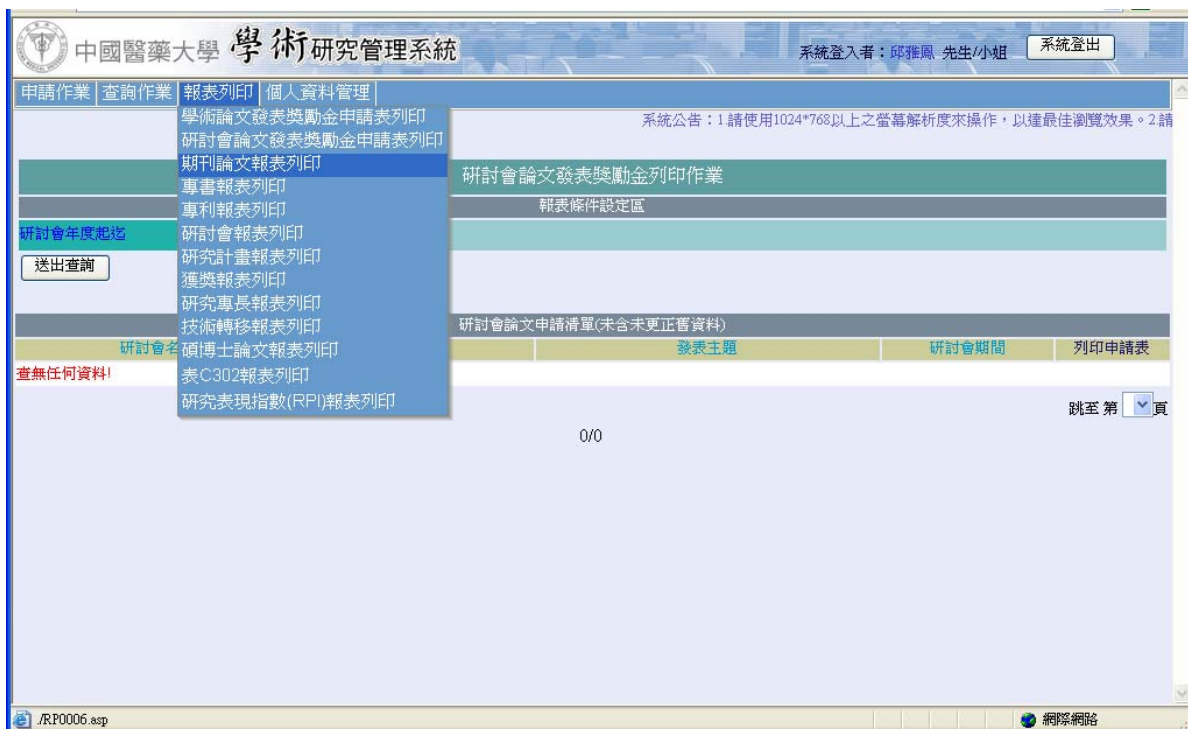 中國醫藥大學 學術研究管理系統
系統登入者：邱雅鳳 先生/小姐 系統登出
申請作業 查詢作業 報表列印 個人資料管理
學術論文發表獎勵金申請表列印
研討會論文發表獎勵金申請表列印
期刊論文報表列印
專書報表列印
專利報表列印
研討會報表列印
研究計畫報表列印
獲獎報表列印
研究專長報表列印
技術轉移報表列印
碩博士論文報表列印
表C302報表列印
研究表現指數(RPI)報表列印
系統公告：1.請使用1024*768以上之螢幕解析度來操作，以達最佳瀏覽效果。2.請
研討會論文發表獎勵金列印作業
報表條件設定區
研討會年度起迄
送出查詢
研討會論文申請清單(未含未更正舊資料)
研討會名 發表主題 研討會期間 列印申請表
查無任何資料!
跳至 第 頁
0/0
./RP0006.asp 網際網路